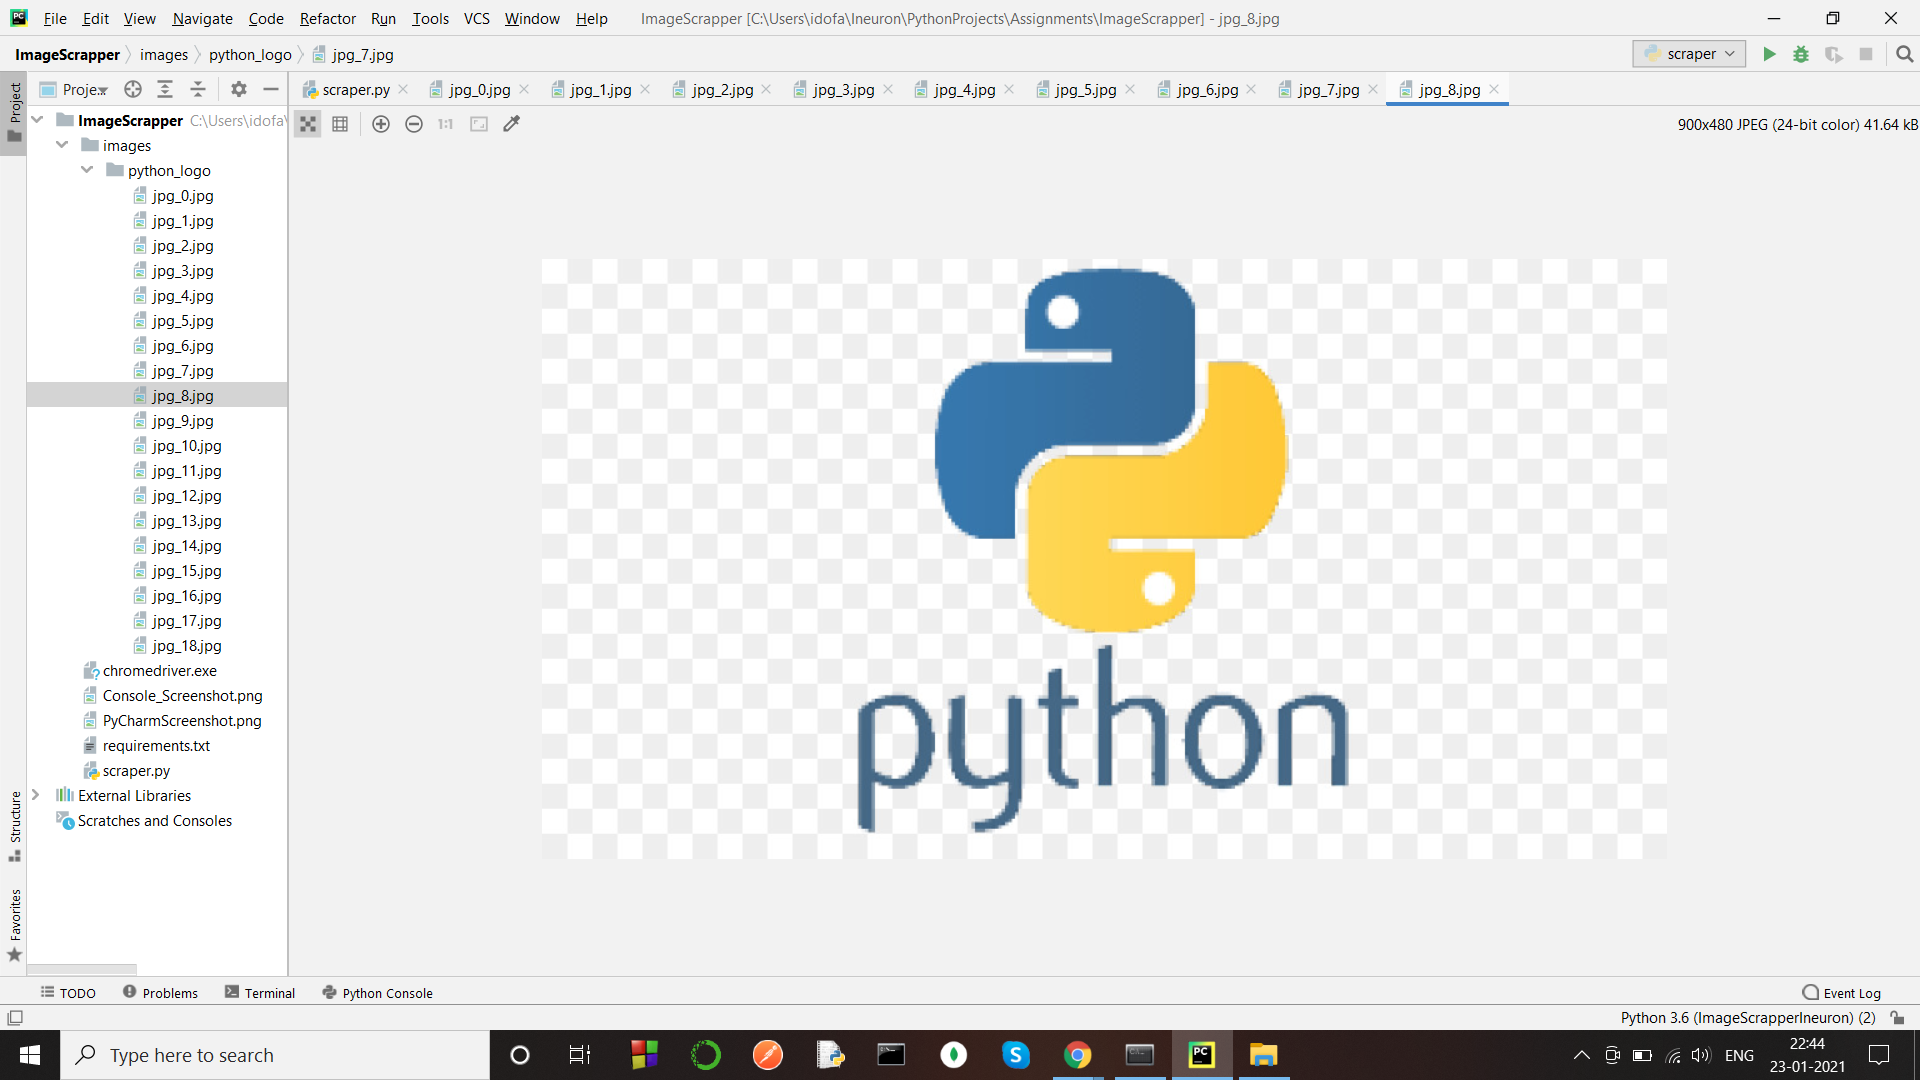 File Edit View Navigate Code Refactor Run Tools VCS Window Help ImageScrapper [C:\Users\idofa\Ineuron\PythonProjects\Assignments\ImageScrapper] - jpg_8.jpg
ImageScrapper images python_logo jpg_7.jpg scraper
Project
Proje...
scraper.py jpg_0.jpg jpg_1.jpg jpg_2.jpg jpg_3.jpg jpg_4.jpg jpg_5.jpg jpg_6.jpg jpg_7.jpg jpg_8.jpg
1:1
900x480 JPEG (24-bit color) 41.64 kB
ImageScrapper C:\Users\idofa\
images
python_logo
jpg_0.jpg
jpg_1.jpg
jpg_2.jpg
jpg_3.jpg
jpg_4.jpg
jpg_5.jpg
jpg_6.jpg
jpg_7.jpg
jpg_8.jpg
jpg_9.jpg
jpg_10.jpg
jpg_11.jpg
jpg_12.jpg
jpg_13.jpg
jpg_14.jpg
jpg_15.jpg
jpg_16.jpg
jpg_17.jpg
jpg_18.jpg
chromedriver.exe
Console_Screenshot.png
PyCharmScreenshot.png
requirements.txt
scraper.py
External Libraries
Scratches and Consoles
python
Structure
Favorites
TODO Problems Terminal Python Console Event Log
Python 3.6 (ImageScrapperIneuron) (2)
Type here to search
PC
ENG
22:44
23-01-2021